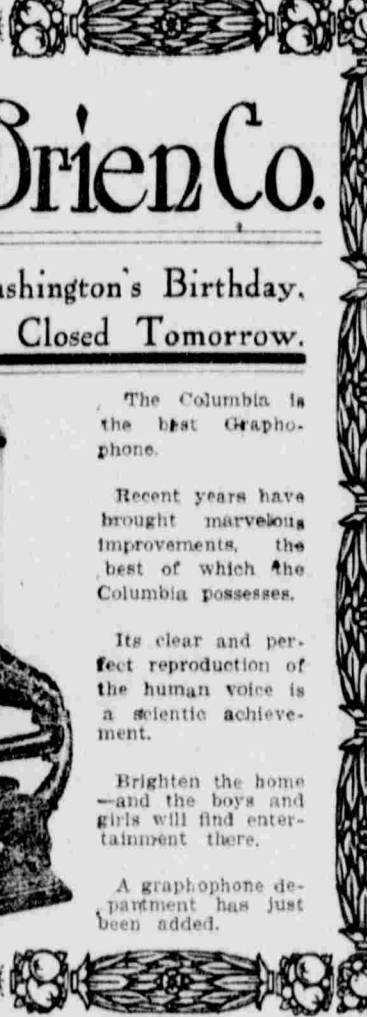 Brien Co.
ashington's Birthday,
Closed Tomorrow.
The Columbia is
the best Grapho-
phone.
Recent years have
brought marvelous
improvements, the
best of which the
Columbia possesses.
Its clear and per-
fect reproduction of
the human voice is
a scientic achieve-
ment.
Brighten the home
—and the boys and
girls will find enter-
tainment there.
A graphophone de-
partment has just
been added.